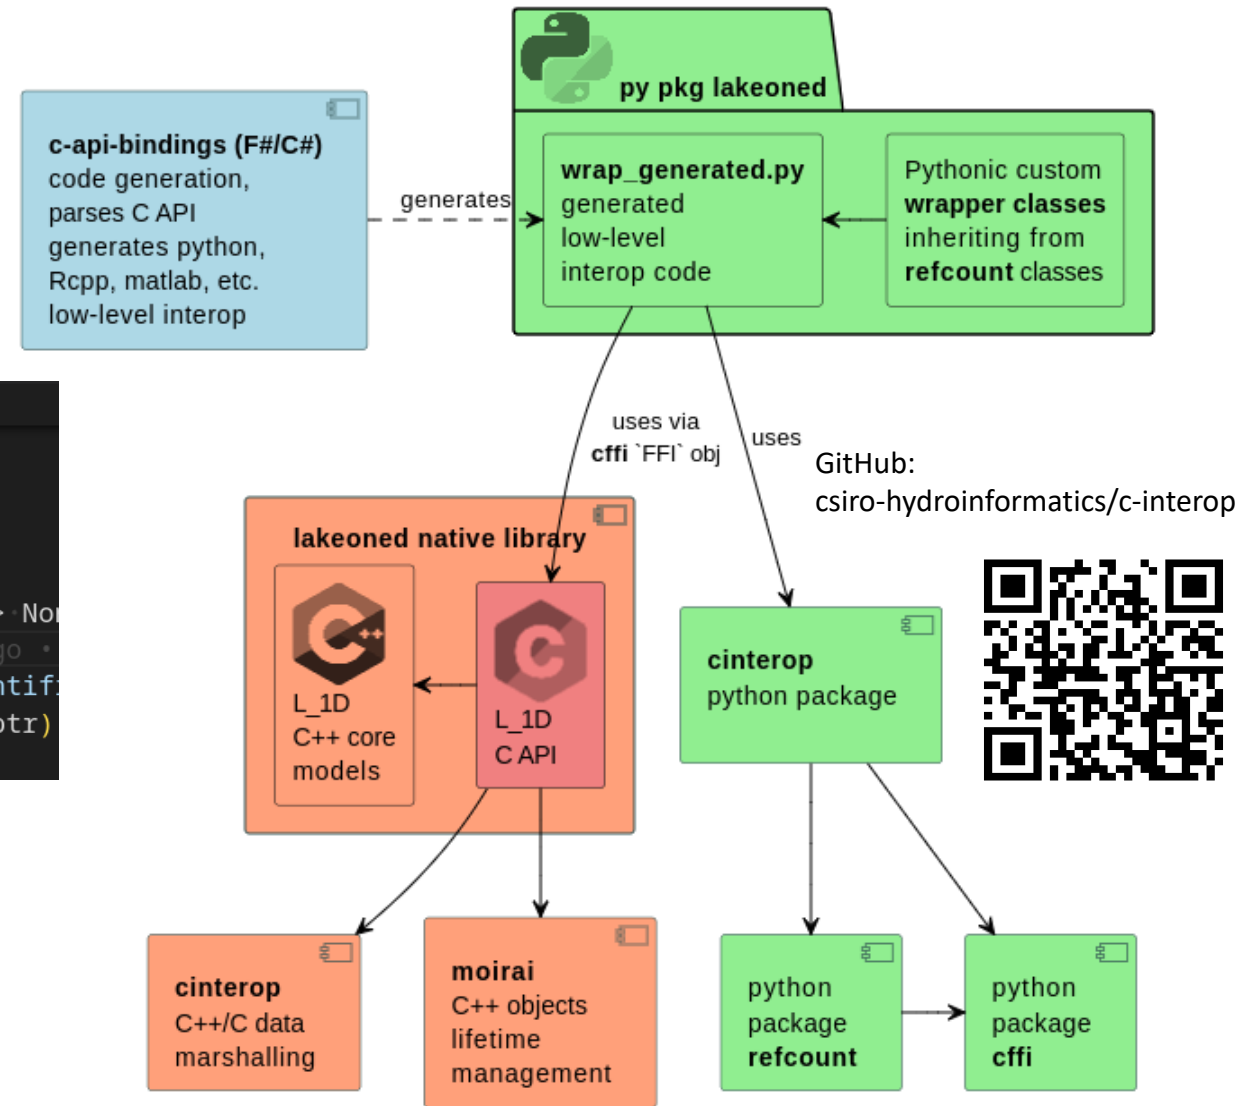 py pkg lakeoned
c-api-bindings (F#/C#)
code generation,
parses C API
generates python,
Rcpp, matlab, etc.
low-level interop
generates
wrap_generated.py
generated
low-level
interop code
Pythonic custom
wrapper classes
inheriting from
refcount classes
uses via
cffi `FFI` obj
uses
GitHub:
csiro-hydroinformatics/c-interop
lakeoned native library
C++
L_1D
C++ core
models
C
L_1D
C API
cinterop
python package
cinterop
C++/C data
marshalling
moirai
C++ objects
lifetime
management
python
package
refcount
python
package
cffi